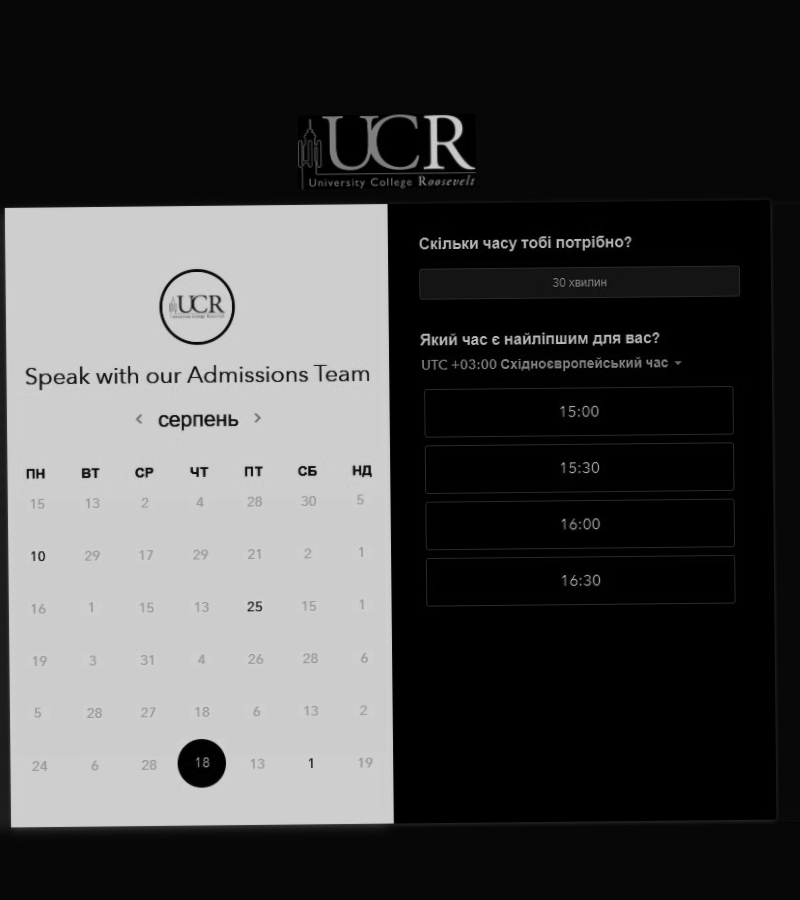 UCR
University College Roosevelt
UCR
Speak with our Admissions Team
< серпень >
ПН ВТ СР ЧТ ПТ СБ НД
15 13 2 4 28 30 5
10 29 17 29 21 2 1
16 1 15 13 25 15 1
19 3 31 4 26 28 6
5 28 27 18 6 13 2
24 6 28 18 13 1 19
Скільки часу тобі потрібно?
30 хвилин
Який час є найліпшим для вас?
UTC +03:00 Східноєвропейський час
15:00
15:30
16:00
16:30